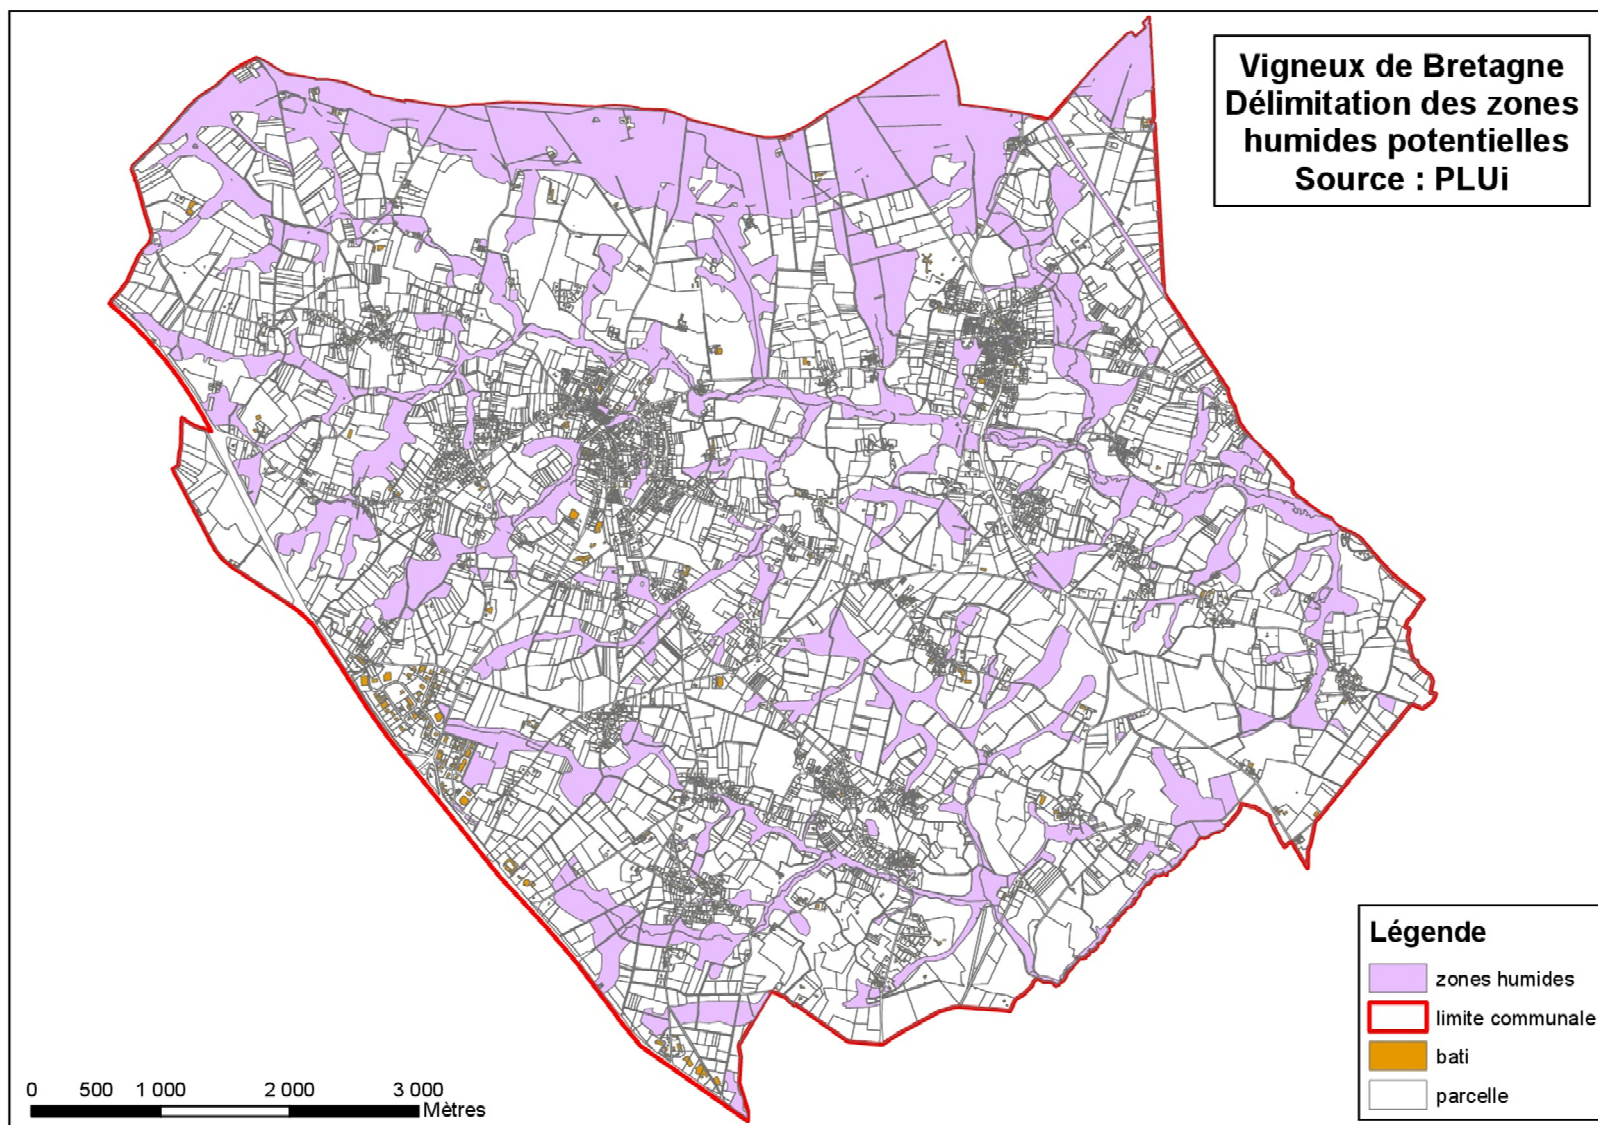 Vigneux de Bretagne
Délimitation des zones
humides potentielles
Source : PLUi
Légende
zones humides
limite communale
bati
parcelle
0 500 1 000 2 000 3 000
Mètres